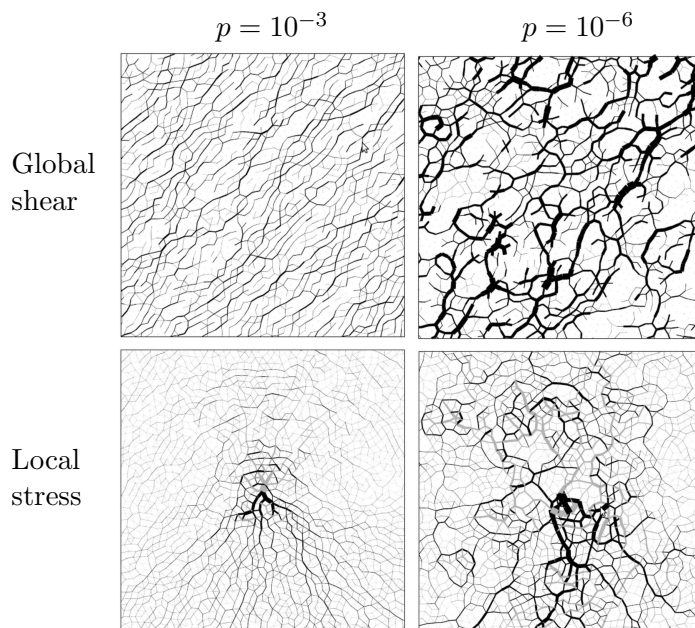 p = 10⁻³
p = 10⁻⁶
Global
shear
Local
stress